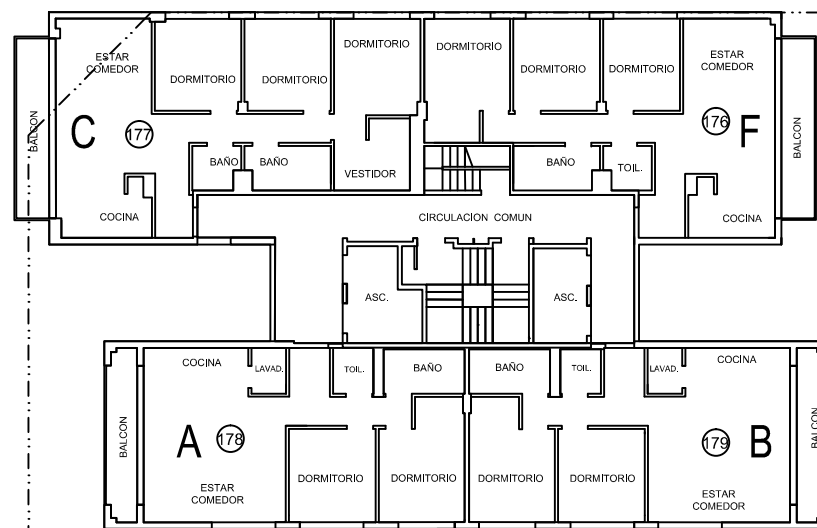 DORMITORIO
DORMITORIO
ESTAR
COMEDOR
ESTAR
COMEDOR
DORMITORIO
DORMITORIO
DORMITORIO
DORMITORIO
BALCON
C
177
176
F
BALCON
BAÑO
BAÑO
VESTIDOR
BAÑO
TOIL.
COCINA
CIRCULACION COMUN
COCINA
ASC.
ASC.
COCINA
LAVAD.
TOIL.
BAÑO
BAÑO
TOIL.
LAVAD.
COCINA
BALCON
A
178
179
B
BALCON
DORMITORIO
DORMITORIO
DORMITORIO
DORMITORIO
ESTAR
COMEDOR
ESTAR
COMEDOR